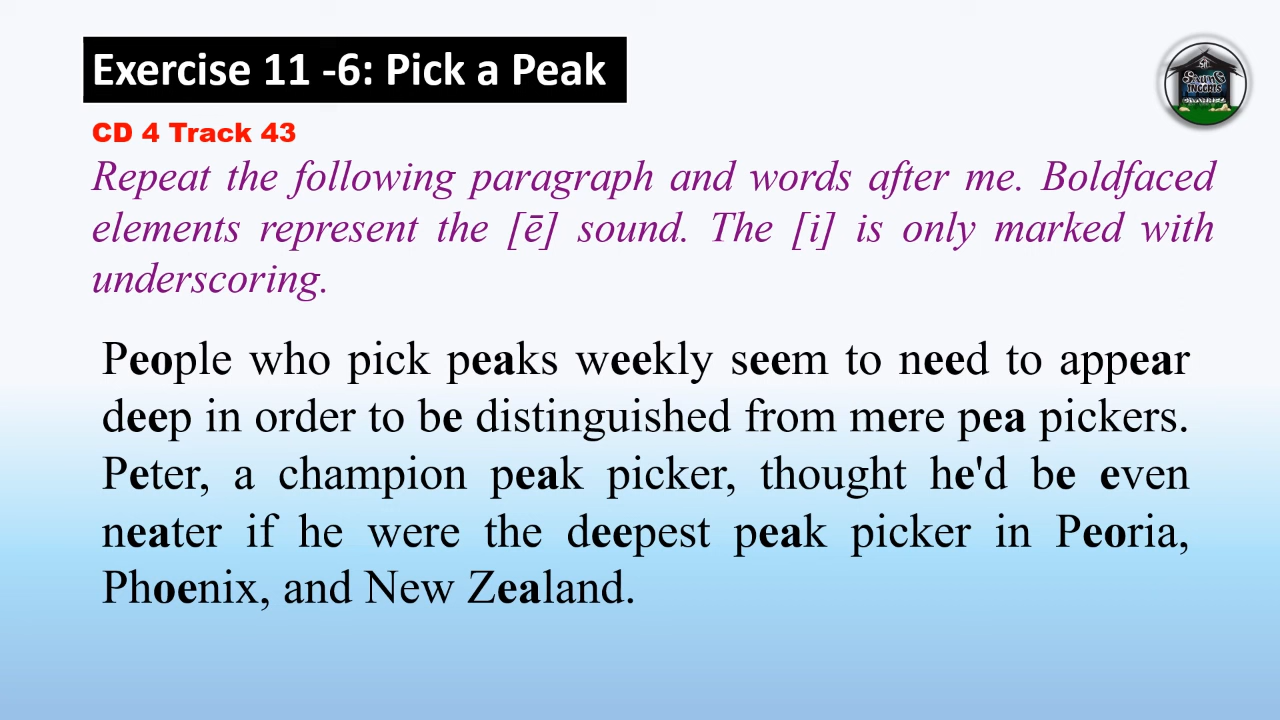 Exercise 11 -6: Pick a Peak
CD 4 Track 43
Repeat the following paragraph and words after me. Boldfaced
elements represent the [ē] sound. The [i] is only marked with
underscoring.
People who pick peaks weekly seem to need to appear
deep in order to be distinguished from mere pea pickers.
Peter, a champion peak picker, thought he'd be even
neater if he were the deepest peak picker in Peoria,
Phoenix, and New Zealand.